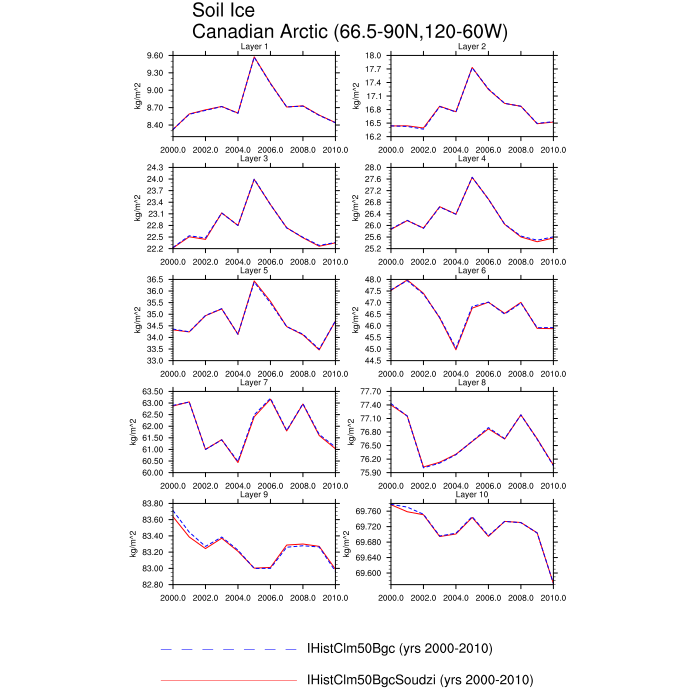 Soil Ice
Canadian Arctic (66.5-90N,120-60W)
Layer 1
9.60
9.30
9.00
8.70
8.40
kg/m^2
2000.0 2002.0 2004.0 2006.0 2008.0 2010.0
Layer 2
18.0
17.7
17.4
17.1
16.8
16.5
16.2
kg/m^2
2000.0 2002.0 2004.0 2006.0 2008.0 2010.0
Layer 3
24.3
24.0
23.7
23.4
23.1
22.8
22.5
22.2
kg/m^2
2000.0 2002.0 2004.0 2006.0 2008.0 2010.0
Layer 4
28.0
27.6
27.2
26.8
26.4
26.0
25.6
25.2
kg/m^2
2000.0 2002.0 2004.0 2006.0 2008.0 2010.0
Layer 5
36.5
36.0
35.5
35.0
34.5
34.0
33.5
33.0
kg/m^2
2000.0 2002.0 2004.0 2006.0 2008.0 2010.0
Layer 6
48.0
47.5
47.0
46.5
46.0
45.5
45.0
44.5
kg/m^2
2000.0 2002.0 2004.0 2006.0 2008.0 2010.0
Layer 7
63.50
63.00
62.50
62.00
61.50
61.00
60.50
60.00
kg/m^2
2000.0 2002.0 2004.0 2006.0 2008.0 2010.0
Layer 8
77.70
77.40
77.10
76.80
76.50
76.20
75.90
kg/m^2
2000.0 2002.0 2004.0 2006.0 2008.0 2010.0
Layer 9
83.80
83.60
83.40
83.20
83.00
82.80
kg/m^2
2000.0 2002.0 2004.0 2006.0 2008.0 2010.0
Layer 10
69.760
69.720
69.680
69.640
69.600
kg/m^2
2000.0 2002.0 2004.0 2006.0 2008.0 2010.0
IHistClm50Bgc (yrs 2000-2010)
IHistClm50BgcSoudzi (yrs 2000-2010)